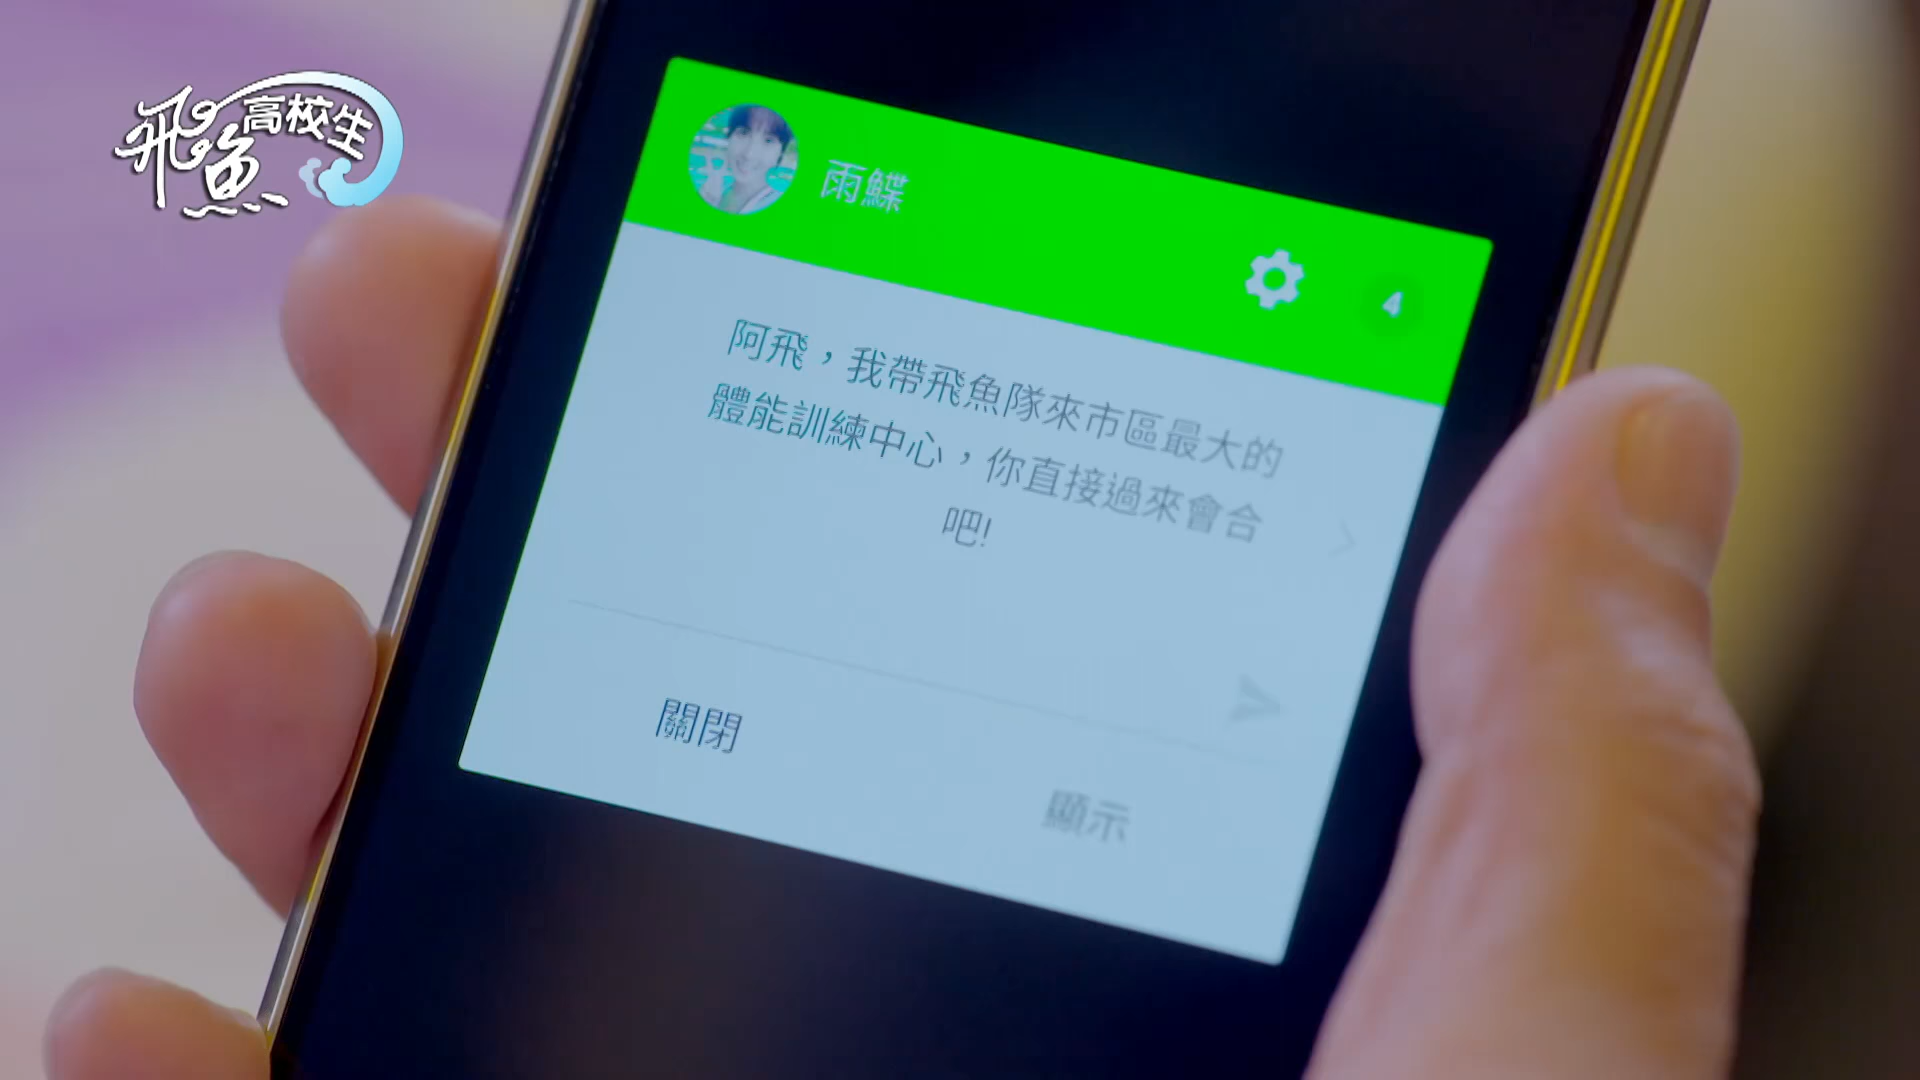 飛魚高校生
雨鰈
4
阿飛，我帶飛魚隊來市區最大的
體能訓練中心，你直接過來會合
吧!
關閉
顯示